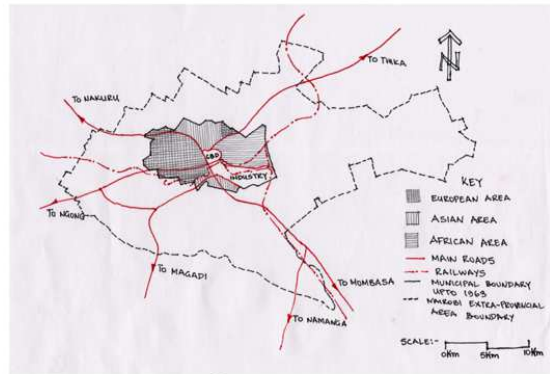 TO NAKURU
TO THIKA
N
CBD
INDUSTRY
TO NGONG
TO MAGADI
TO NAMANGA
TO MOMBASA
KEY
EUROPEAN AREA
ASIAN AREA
AFRICAN AREA
MAIN ROADS
RAILWAYS
MUNICIPAL BOUNDARY
UPTO 1963
NAIROBI EXTRA-PROVINCIAL
AREA BOUNDARY
SCALE:-
0Km 5Km 10Km